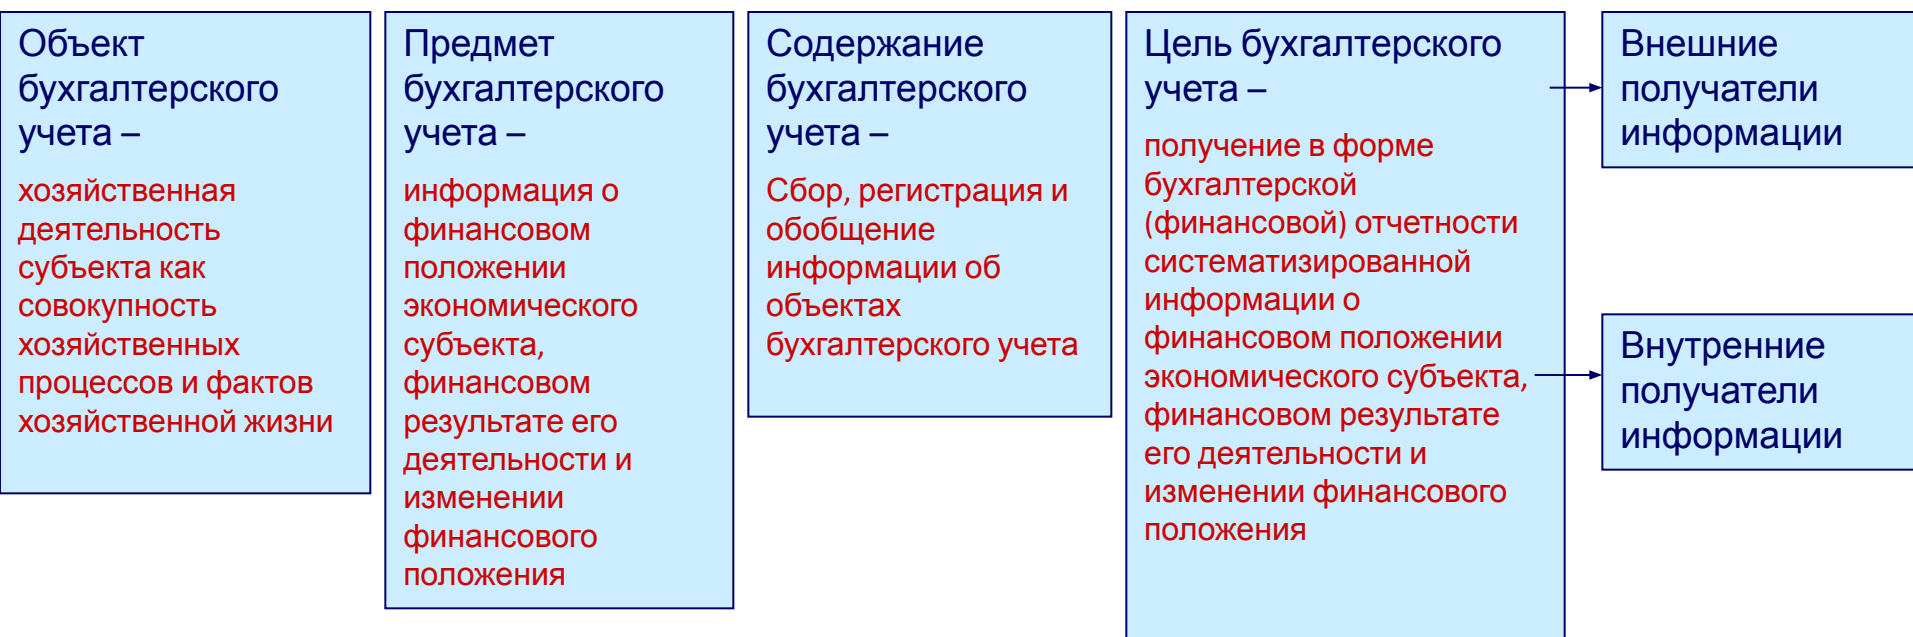 Объект
бухгалтерского
учета –
хозяйственная
деятельность
субъекта как
совокупность
хозяйственных
процессов и фактов
хозяйственной жизни
Предмет
бухгалтерского
учета –
информация о
финансовом
положении
экономического
субъекта,
финансовом
результате его
деятельности и
изменении
финансового
положения
Содержание
бухгалтерского
учета –
Сбор, регистрация и
обобщение
информации об
объектах
бухгалтерского учета
Цель бухгалтерского
учета –
получение в форме
бухгалтерской
(финансовой) отчетности
систематизированной
информации о
финансовом положении
экономического субъекта,
финансовом результате
его деятельности и
изменении финансового
положения
Внешние
получатели
информации
Внутренние
получатели
информации